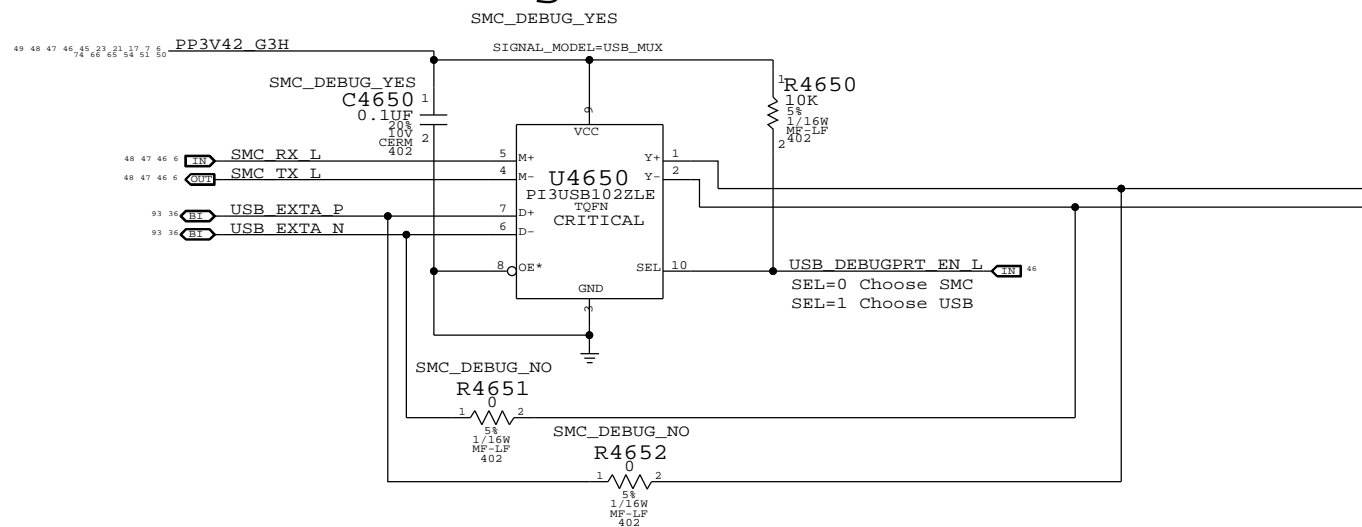 SMC_DEBUG_YES
49 48 47 46 45 23 21 17 7 6
74 66 65 54 51 50
PP3V42_G3H
SIGNAL_MODEL=USB_MUX
SMC_DEBUG_YES
C4650
1
0.1UF
20%
10V
CERM
402
2
1
R4650
10K
5%
1/16W
MF-LF
402
2
9
VCC
48 47 46 6
IN
SMC_RX_L
5
M+
Y+
1
48 47 46 6
OUT
SMC_TX_L
4
M-
Y-
2
U4650
PI3USB102ZLE
TQFN
CRITICAL
93 36
BI
USB_EXTA_P
7
D+
93 36
BI
USB_EXTA_N
6
D-
8
OE*
SEL
10
USB_DEBUGPRT_EN_L
IN
46
SEL=0 Choose SMC
SEL=1 Choose USB
GND
3
SMC_DEBUG_NO
R4651
0
1
2
5%
1/16W
MF-LF
402
SMC_DEBUG_NO
R4652
0
1
2
5%
1/16W
MF-LF
402